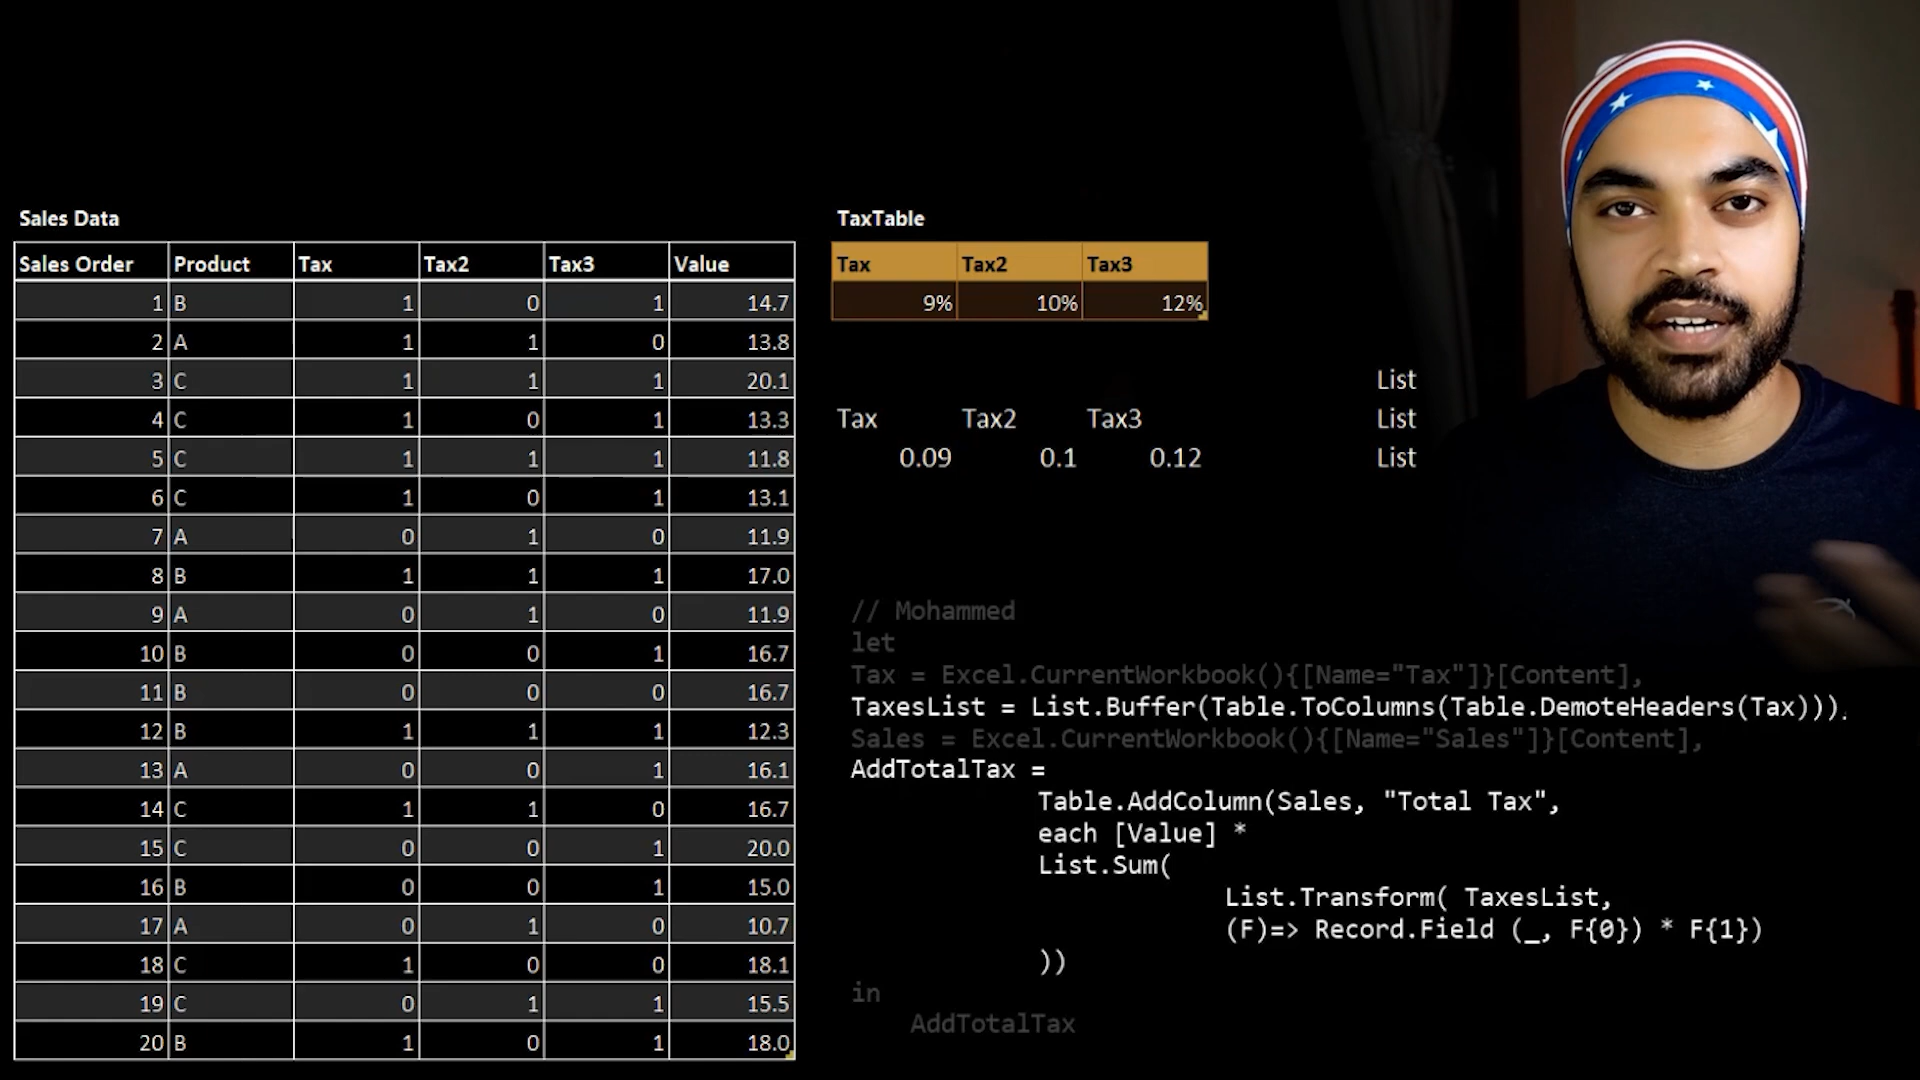 Sales Data
Sales Order Product Tax Tax2 Tax3 Value
1 B 1 0 1 14.7
2 A 1 1 0 13.8
3 C 1 1 1 20.1
4 C 1 0 1 13.3
5 C 1 1 1 11.8
6 C 1 0 1 13.1
7 A 0 1 0 11.9
8 B 1 1 1 17.0
9 A 0 1 0 11.9
10 B 0 0 1 16.7
11 B 0 0 0 16.7
12 B 1 1 1 12.3
13 A 0 0 1 16.1
14 C 1 1 0 16.7
15 C 0 0 1 20.0
16 B 0 0 1 15.0
17 A 0 1 0 10.7
18 C 1 0 0 18.1
19 C 0 1 1 15.5
20 B 1 0 1 18.0
TaxTable
Tax Tax2 Tax3
9% 10% 12%
List
Tax Tax2 Tax3 List
0.09 0.1 0.12 List
// Mohammed
let
Tax = Excel.CurrentWorkbook(){[Name="Tax"]}[Content],
TaxesList = List.Buffer(Table.ToColumns(Table.DemoteHeaders(Tax))),
Sales = Excel.CurrentWorkbook(){[Name="Sales"]}[Content],
AddTotalTax =
Table.AddColumn(Sales, "Total Tax",
each [Value] *
List.Sum(
List.Transform( TaxesList,
(F)=> Record.Field (_, F{0}) * F{1})
))
in
AddTotalTax